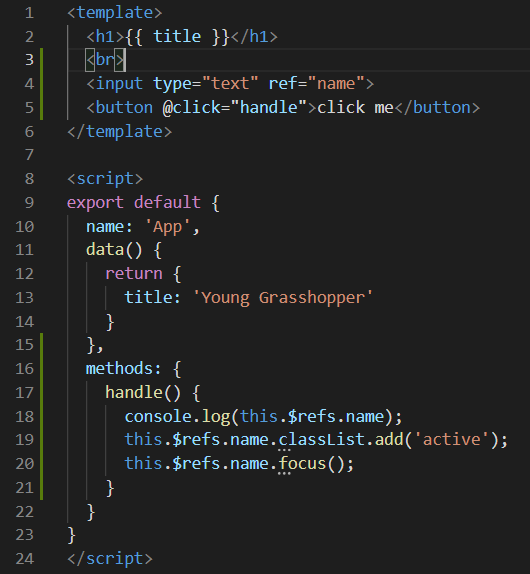 1 <template>
2   <h1>{{ title }}</h1>
3   <br>
4   <input type="text" ref="name">
5   <button @click="handle">click me</button>
6 </template>
7
8 <script>
9 export default {
10   name: 'App',
11   data() {
12     return {
13       title: 'Young Grasshopper'
14     }
15   },
16   methods: {
17     handle() {
18       console.log(this.$refs.name);
19       this.$refs.name.classList.add('active');
20       this.$refs.name.focus();
21     }
22   }
23 }
24 </script>